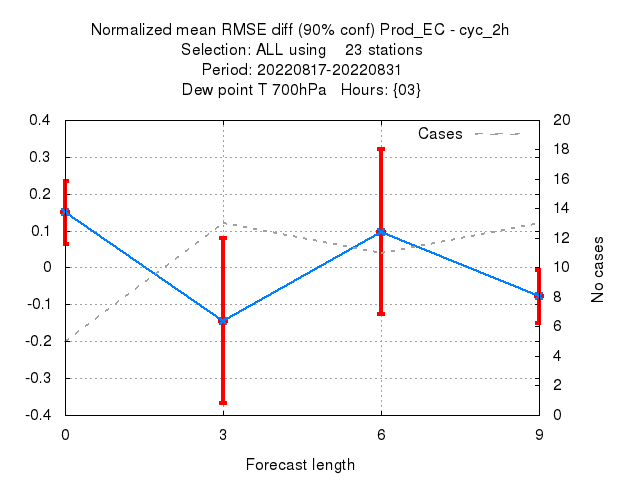 Normalized mean RMSE diff (90% conf) Prod_EC - cyc_2h
Selection: ALL using 23 stations
Period: 20220817-20220831
Dew point T 700hPa Hours: {03}
Cases
0.4
0.3
0.2
0.1
0
-0.1
-0.2
-0.3
-0.4
20
18
16
14
12
10
8
6
4
2
0
No cases
0 3 6 9
Forecast length